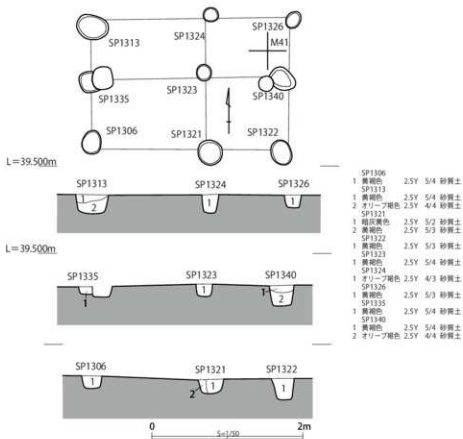 SP1313
SP1324
SP1326
M41
SP1335
SP1323
SP1340
SP1306
SP1321
SP1322
L=39.500m
SP1313
SP1324
SP1326
1
2
1
1
L=39.500m
SP1335
SP1323
SP1340
1
1
1
2
SP1306
SP1321
SP1322
1
2
1
1
0
2m
S=1/50
SP1306
1 黄褐色 2.5Y 5/4 砂質土
SP1313
1 黄褐色 2.5Y 5/4 砂質土
2 オリーブ褐色 2.5Y 4/4 砂質土
SP1321
1 暗灰黄色 2.5Y 5/2 砂質土
2 黄褐色 2.5Y 5/3 砂質土
SP1322
1 黄褐色 2.5Y 5/3 砂質土
SP1323
1 黄褐色 2.5Y 5/4 砂質土
SP1324
1 オリーブ褐色 2.5Y 4/3 砂質土
SP1326
1 黄褐色 2.5Y 5/3 砂質土
SP1335
1 黄褐色 2.5Y 5/4 砂質土
SP1340
1 黄褐色 2.5Y 5/4 砂質土
2 オリーブ褐色 2.5Y 4/4 砂質土